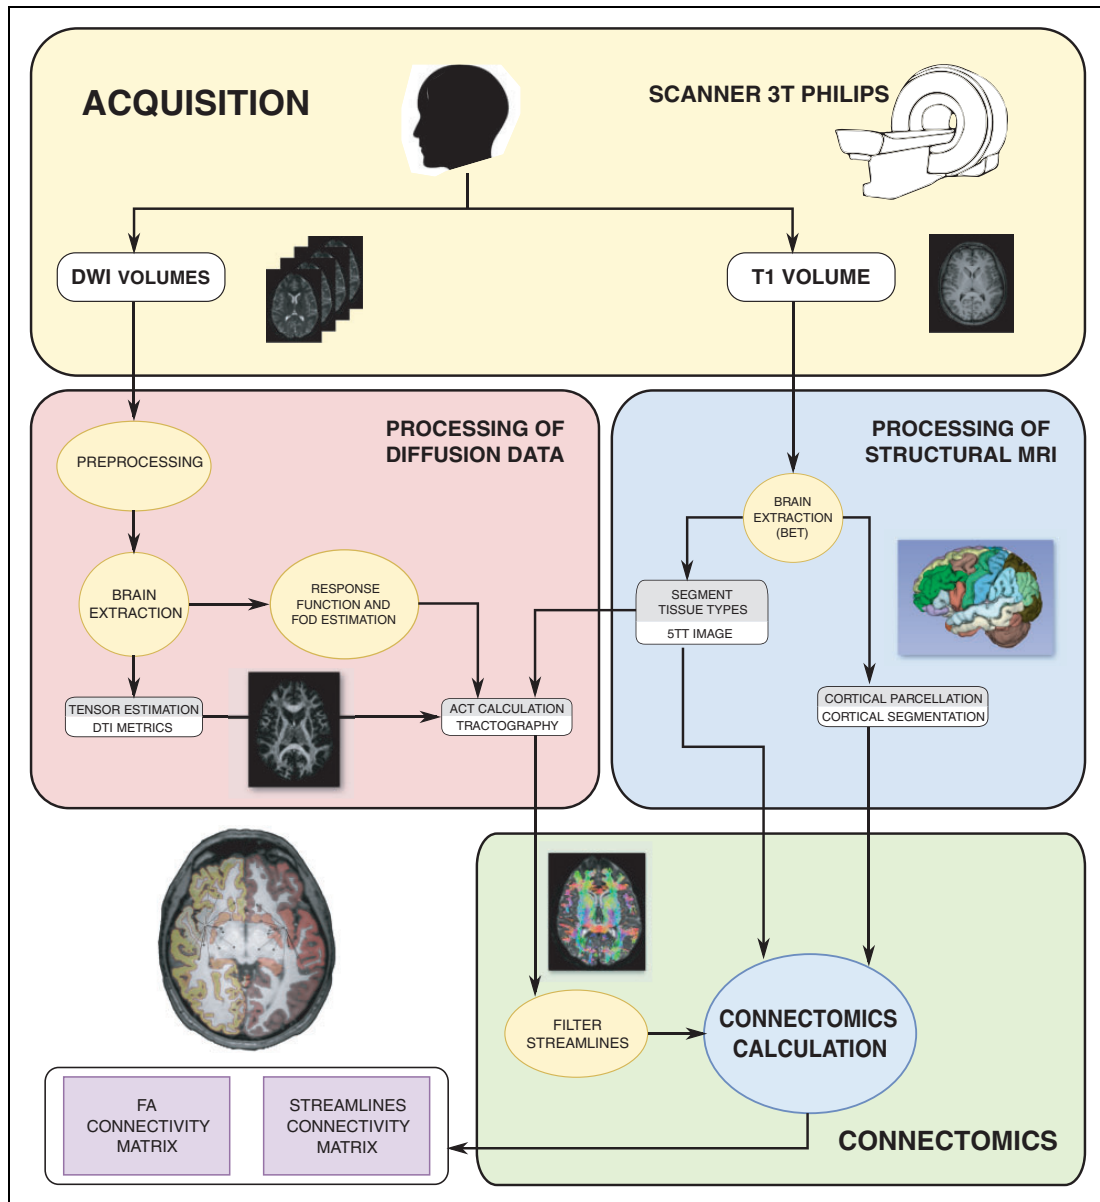 ACQUISITION
SCANNER 3T PHILIPS
DWI VOLUMES
T1 VOLUME
PROCESSING OF
DIFFUSION DATA
PREPROCESSING
BRAIN
EXTRACTION
RESPONSE
FUNCTION AND
FOD ESTIMATION
TENSOR ESTIMATION
DTI METRICS
ACT CALCULATION
TRACTOGRAPHY
PROCESSING OF
STRUCTURAL MRI
BRAIN
EXTRACTION
(BET)
SEGMENT
TISSUE TYPES
5TT IMAGE
CORTICAL PARCELLATION
CORTICAL SEGMENTATION
FILTER
STREAMLINES
CONNECTOMICS
CALCULATION
CONNECTOMICS
FA
CONNECTIVITY
MATRIX
STREAMLINES
CONNECTIVITY
MATRIX